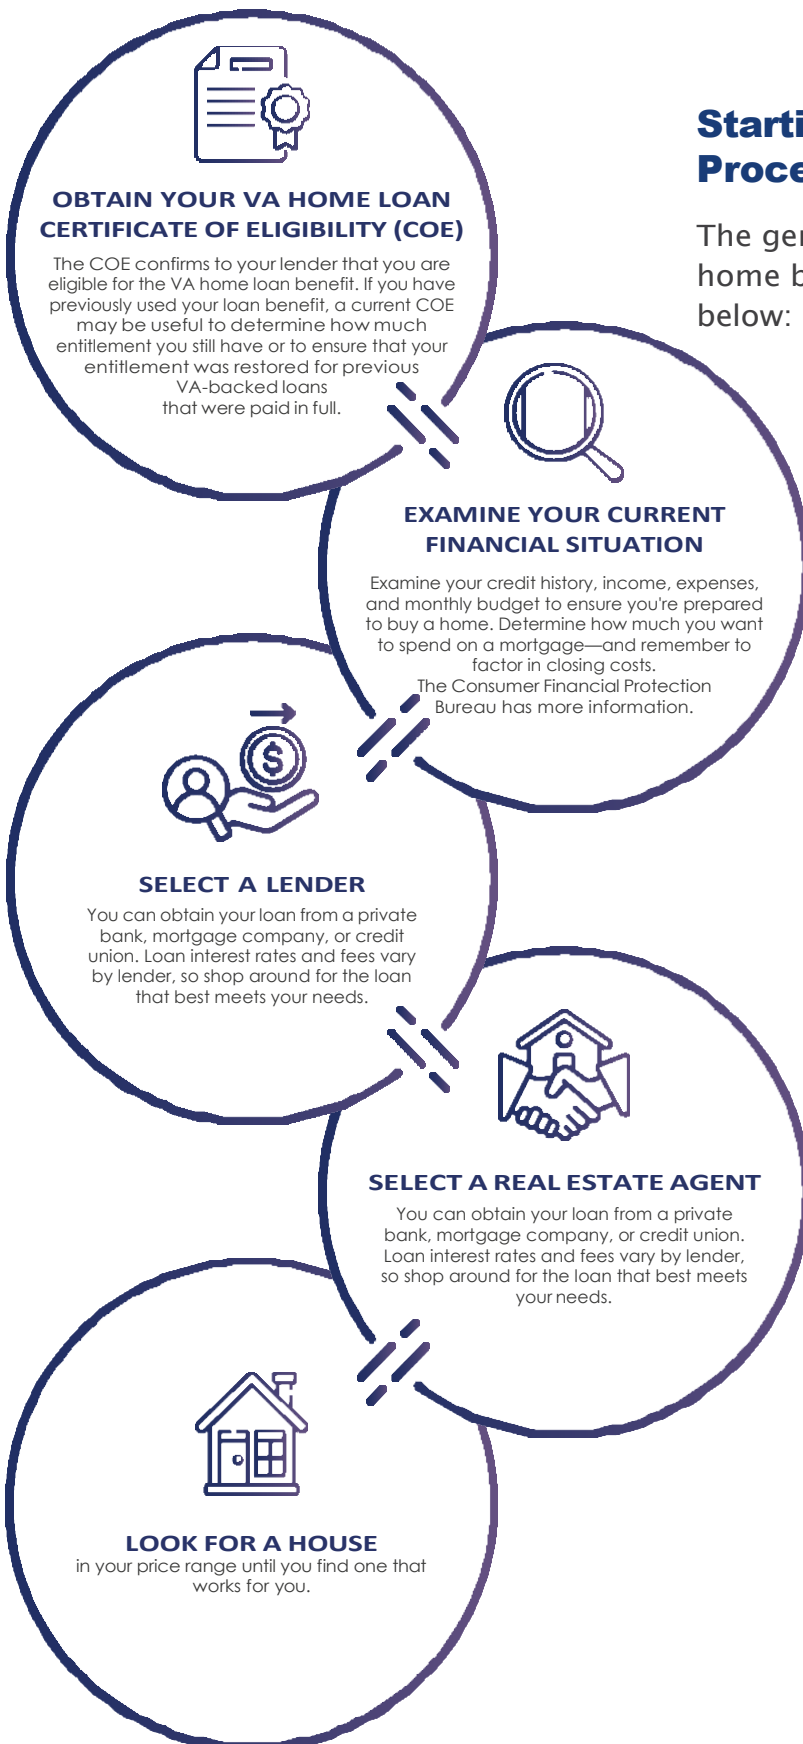 Starti
Proce
The ger
home b
below:
OBTAIN YOUR VA HOME LOAN
CERTIFICATE OF ELIGIBILITY (COE)
The COE confirms to your lender that you are
eligible for the VA home loan benefit. If you have
previously used your loan benefit, a current COE
may be useful to determine how much
entitlement you still have or to ensure that your
entitlement was restored for previous
VA-backed loans
that were paid in full.
EXAMINE YOUR CURRENT
FINANCIAL SITUATION
Examine your credit history, income, expenses,
and monthly budget to ensure you're prepared
to buy a home. Determine how much you want
to spend on a mortgage—and remember to
factor in closing costs.
The Consumer Financial Protection
Bureau has more information.
SELECT A LENDER
You can obtain your loan from a private
bank, mortgage company, or credit
union. Loan interest rates and fees vary
by lender, so shop around for the loan
that best meets your needs.
SELECT A REAL ESTATE AGENT
You can obtain your loan from a private
bank, mortgage company, or credit union.
Loan interest rates and fees vary by lender,
so shop around for the loan that best meets
your needs.
LOOK FOR A HOUSE
in your price range until you find one that
works for you.